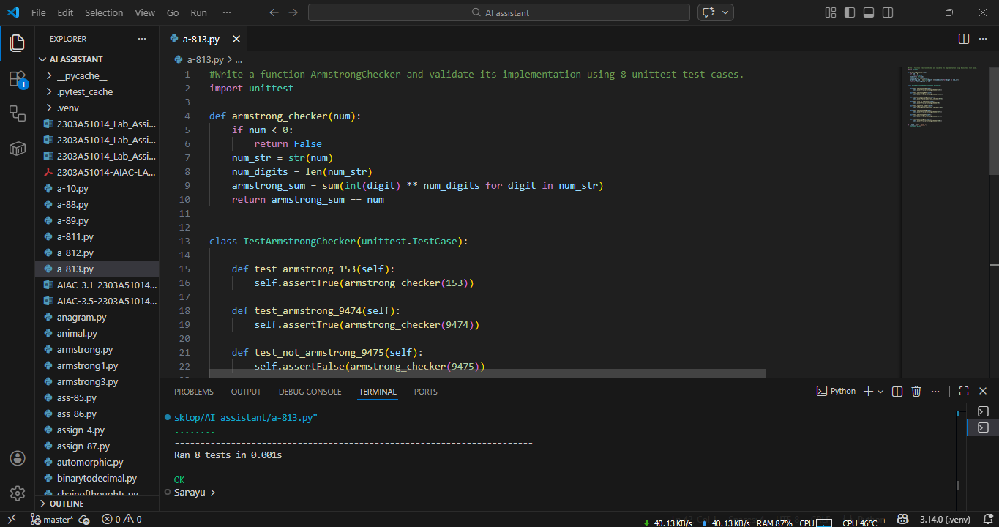 File Edit Selection View Go Run ···
AI assistant
EXPLORER ···
AI ASSISTANT
__pycache__
.pytest_cache
.venv
2303A51014_Lab_Assi...
2303A51014_Lab_Assi...
2303A51014_Lab_Assi...
2303A51014-AIAC-LA...
a-10.py
a-88.py
a-89.py
a-811.py
a-812.py
a-813.py
AIAC-3.1-2303A51014...
AIAC-3.5-2303A51014...
anagram.py
animal.py
armstrong.py
armstrong1.py
armstrong3.py
ass-85.py
ass-86.py
assign-4.py
assign-87.py
automorphic.py
binarytodecimal.py
chainofthoughts.py
OUTLINE
1
a-813.py
a-813.py > ...
1 #Write a function ArmstrongChecker and validate its implementation using 8 unittest test cases.
2 import unittest
3
4 def armstrong_checker(num):
5 if num < 0:
6 return False
7 num_str = str(num)
8 num_digits = len(num_str)
9 armstrong_sum = sum(int(digit) ** num_digits for digit in num_str)
10 return armstrong_sum == num
11
12
13 class TestArmstrongChecker(unittest.TestCase):
14
15 def test_armstrong_153(self):
16 self.assertTrue(armstrong_checker(153))
17
18 def test_armstrong_9474(self):
19 self.assertTrue(armstrong_checker(9474))
20
21 def test_not_armstrong_9475(self):
22 self.assertFalse(armstrong_checker(9475))
PROBLEMS OUTPUT DEBUG CONSOLE TERMINAL PORTS
Python
sktop/AI assistant/a-813.py"
........
----------------------------------------------------------------------
Ran 8 tests in 0.001s
OK
Sarayu >
master* 0 0
40.13 KB/s 40.13 KB/s RAM 87% CPU CPU 46°C
3.14.0 (.venv)